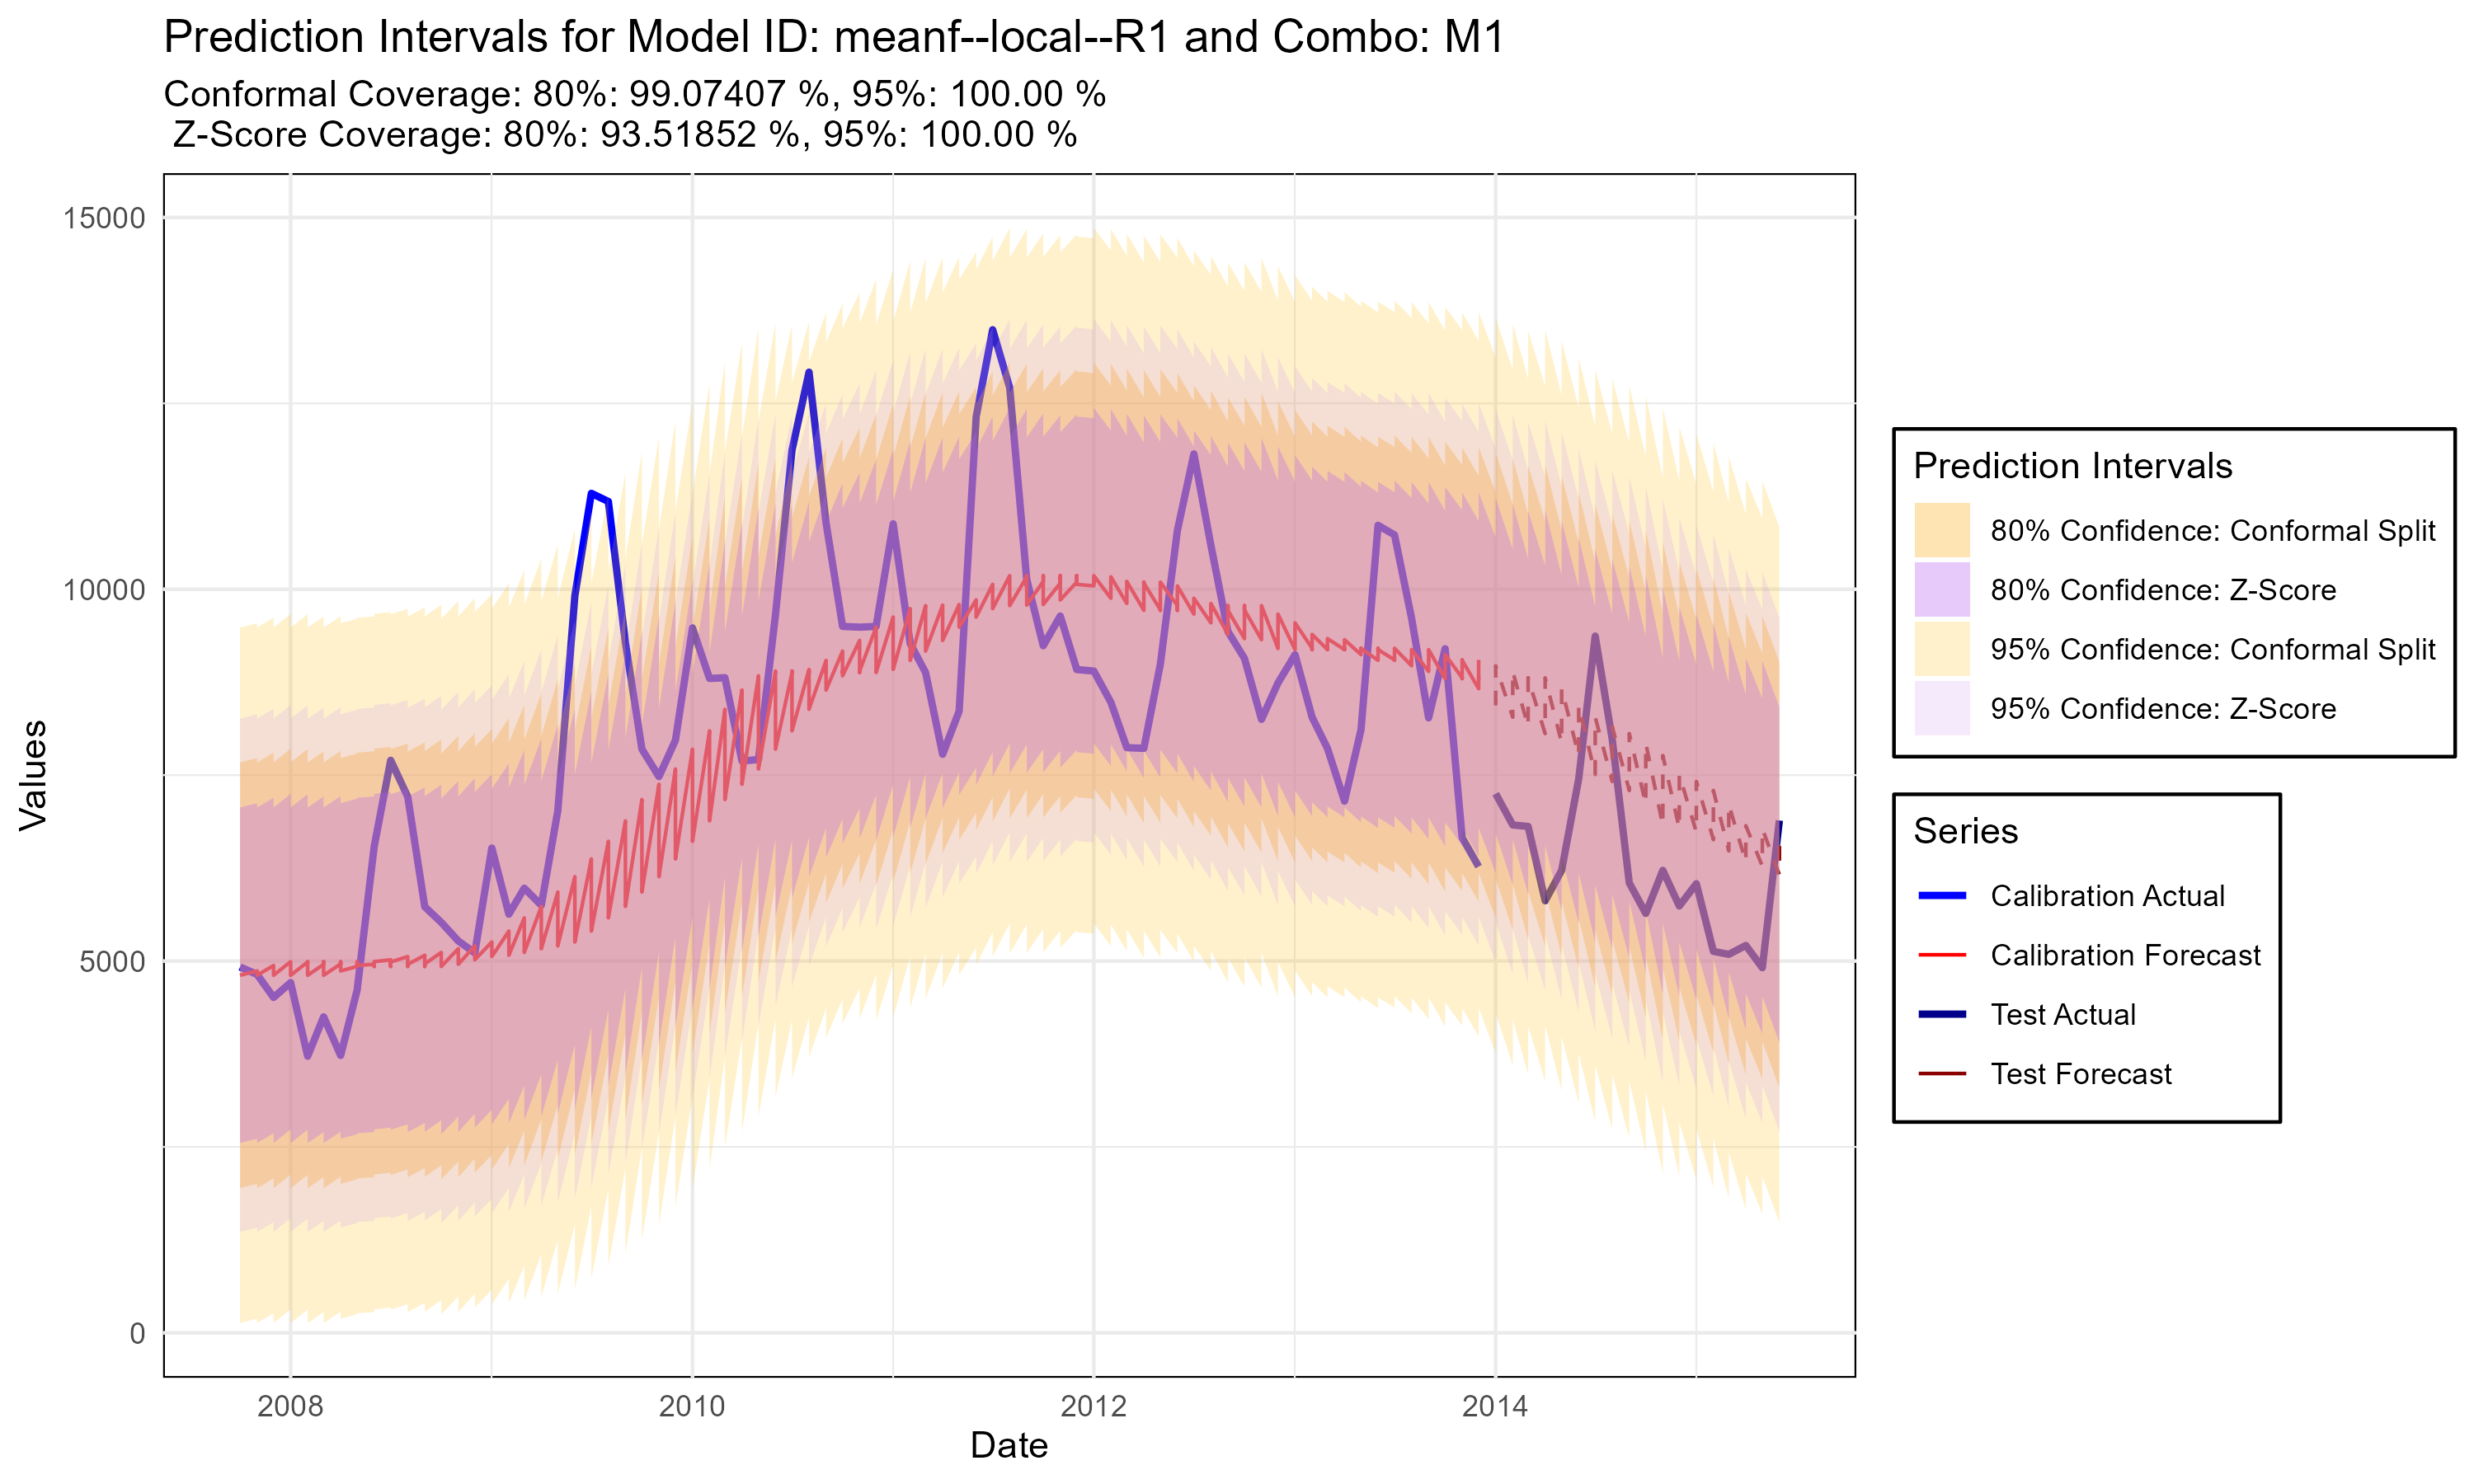 Prediction Intervals for Model ID: meanf--local--R1 and Combo: M1
Conformal Coverage: 80%: 99.07407 %, 95%: 100.00 %
Z-Score Coverage: 80%: 93.51852 %, 95%: 100.00 %
15000
10000
5000
0
Values
2008
2010
2012
2014
Date
Prediction Intervals
80% Confidence: Conformal Split
80% Confidence: Z-Score
95% Confidence: Conformal Split
95% Confidence: Z-Score
Series
Calibration Actual
Calibration Forecast
Test Actual
Test Forecast